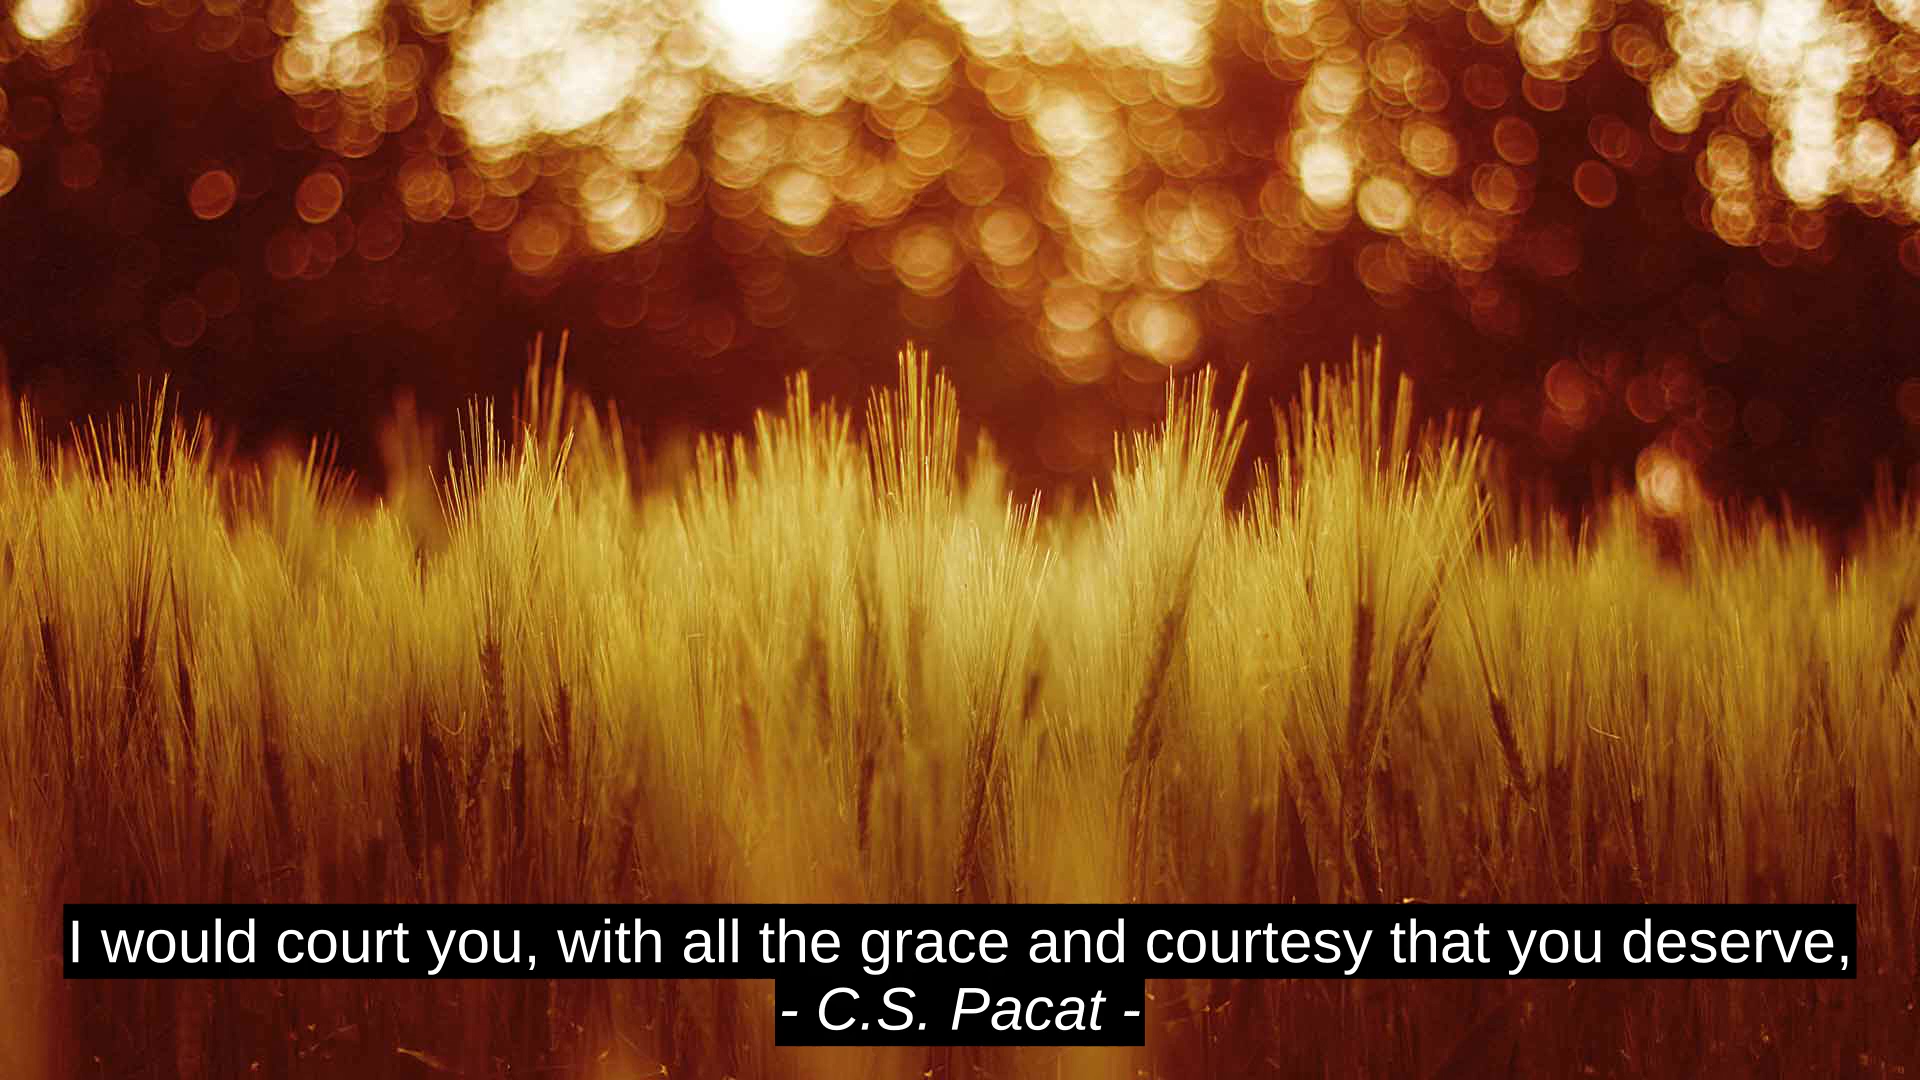 I would court you, with all the grace and courtesy that you deserve,
- C.S. Pacat -